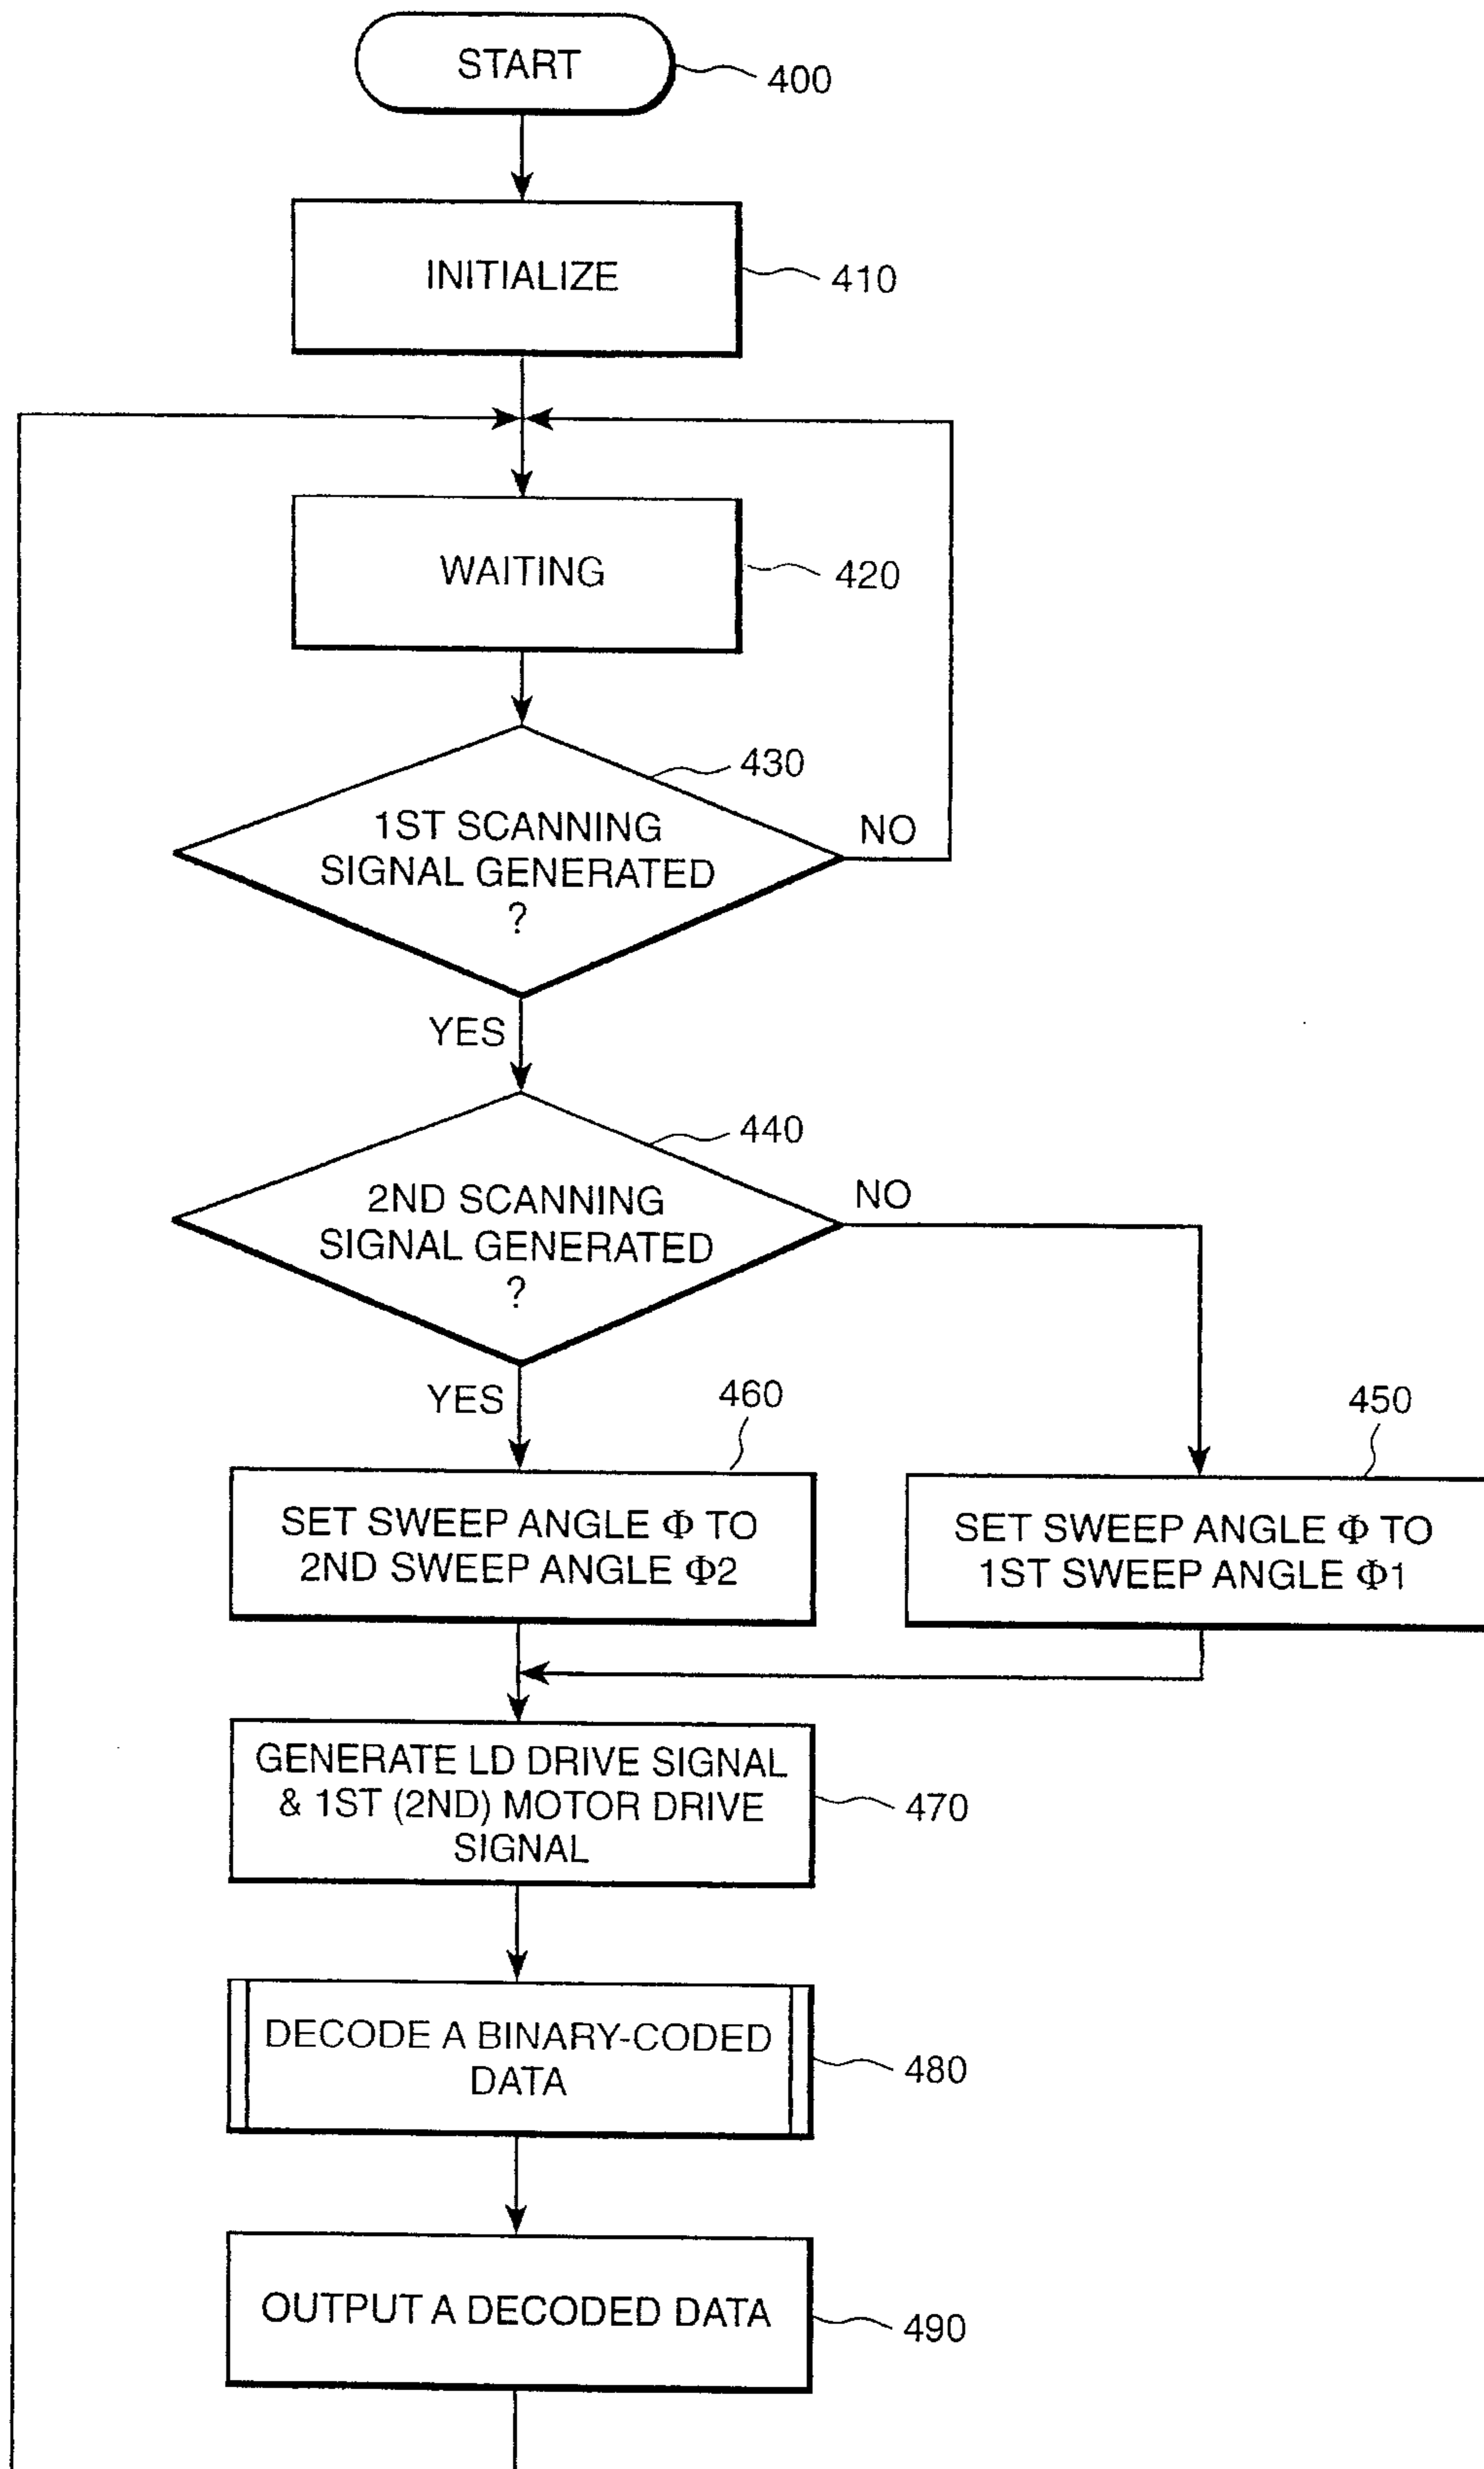 START
400
INITIALIZE
410
WAITING
420
430
1ST SCANNING
SIGNAL GENERATED
?
NO
YES
440
2ND SCANNING
SIGNAL GENERATED
?
NO
YES
460
450
SET SWEEP ANGLE Φ TO
2ND SWEEP ANGLE Φ2
SET SWEEP ANGLE Φ TO
1ST SWEEP ANGLE Φ1
GENERATE LD DRIVE SIGNAL
& 1ST (2ND) MOTOR DRIVE
SIGNAL
470
DECODE A BINARY-CODED
DATA
480
OUTPUT A DECODED DATA
490